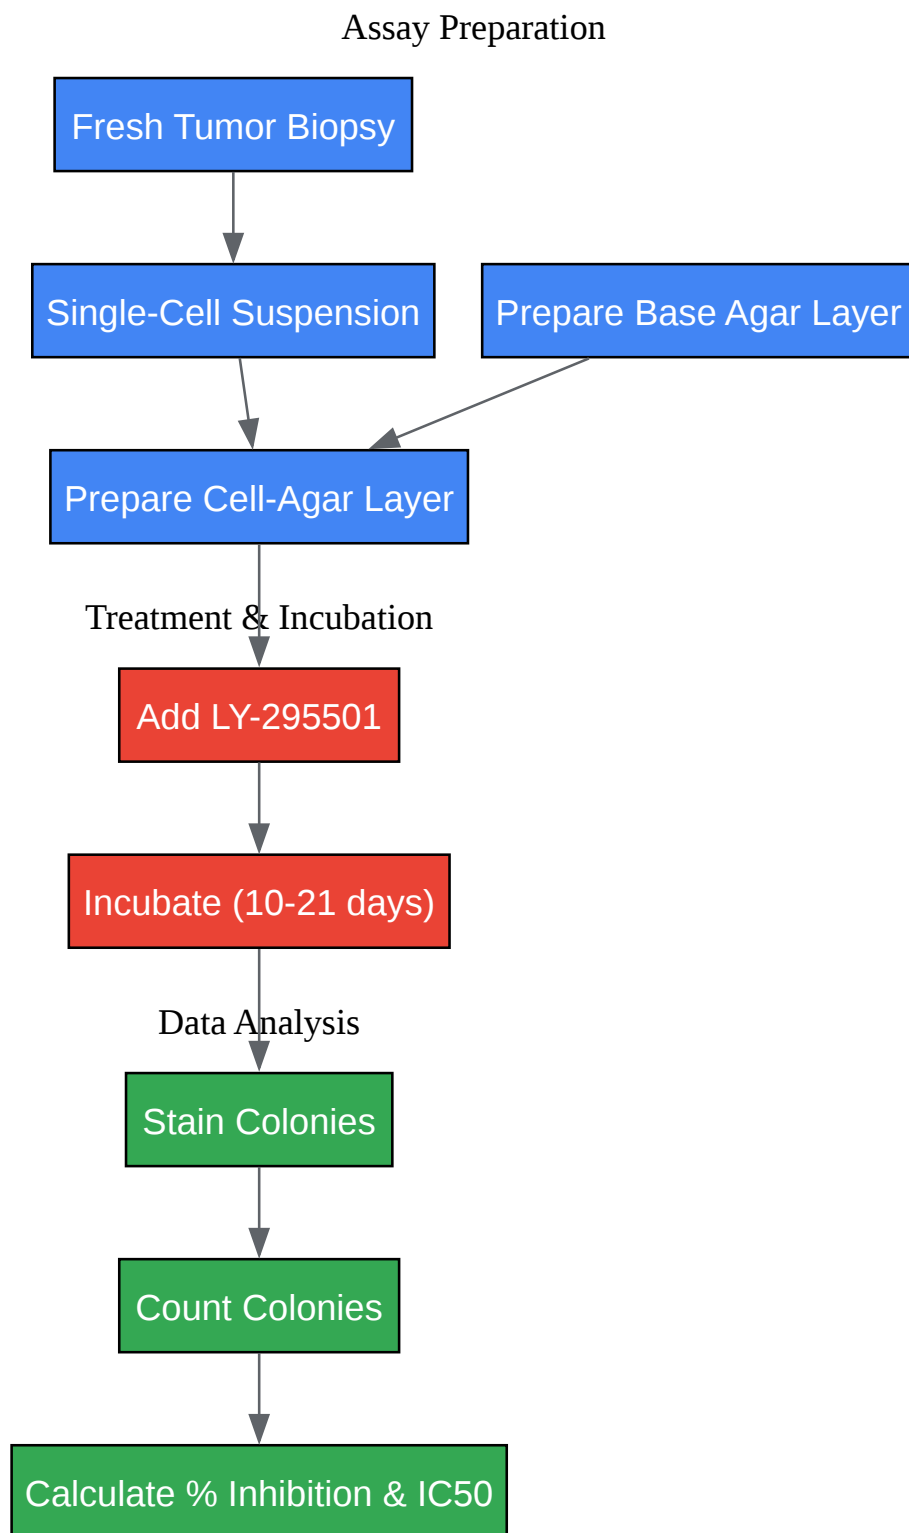 Assay Preparation
Fresh Tumor Biopsy
Single-Cell Suspension
Prepare Base Agar Layer
Prepare Cell-Agar Layer
Treatment & Incubation
Add LY-295501
Incubate (10-21 days)
Data Analysis
Stain Colonies
Count Colonies
Calculate % Inhibition & IC50